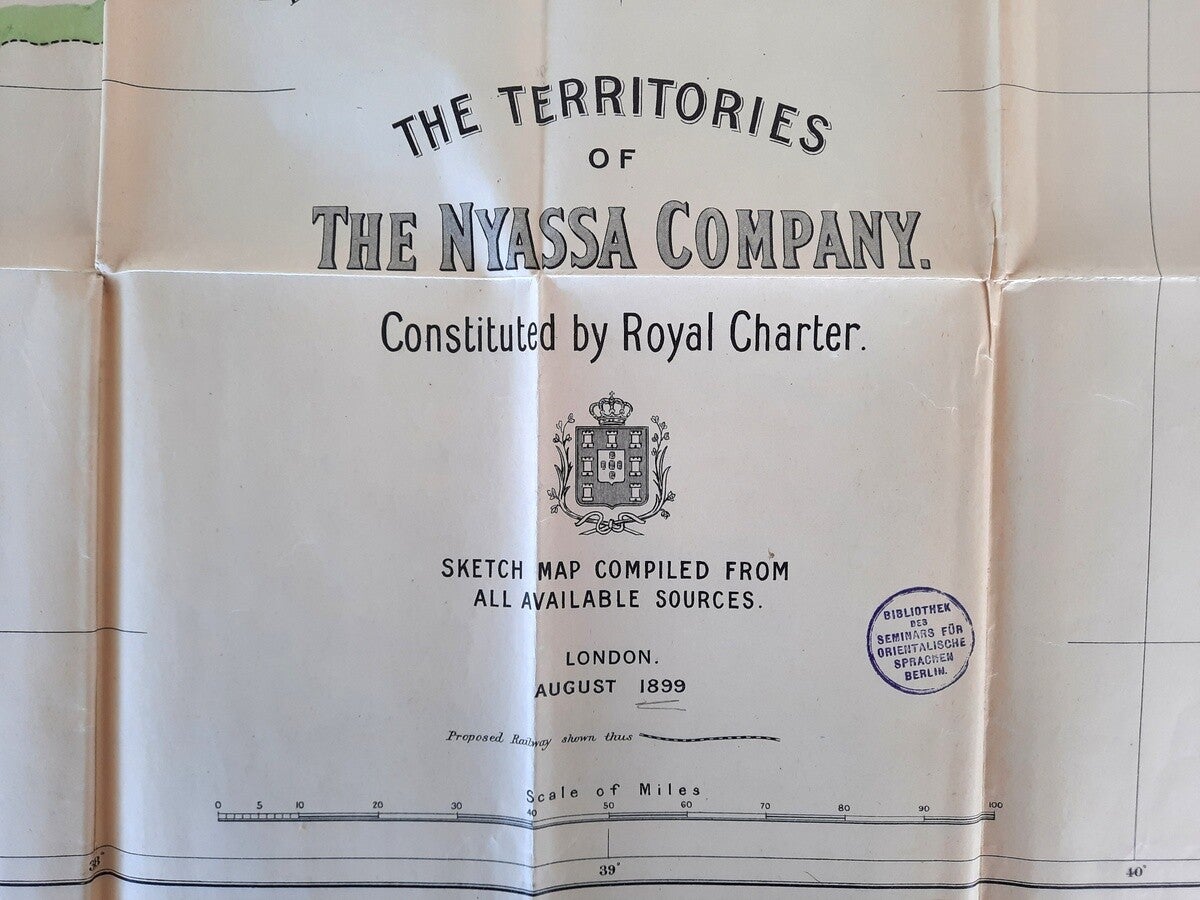 THE TERRITORIES
OF
THE NYASSA COMPANY.
Constituted by Royal Charter.
SKETCH MAP COMPILED FROM
ALL AVAILABLE SOURCES.
BIBLIOTHEK
DES
SEMINARS FÜR
ORIENTALISCHE
SPRACHEN
BERLIN.
LONDON.
AUGUST 1899
Proposed Railway shown thus
Scale of Miles
0 5 10 20 30 40 50 60 70 80 90 100
38° 39° 40°